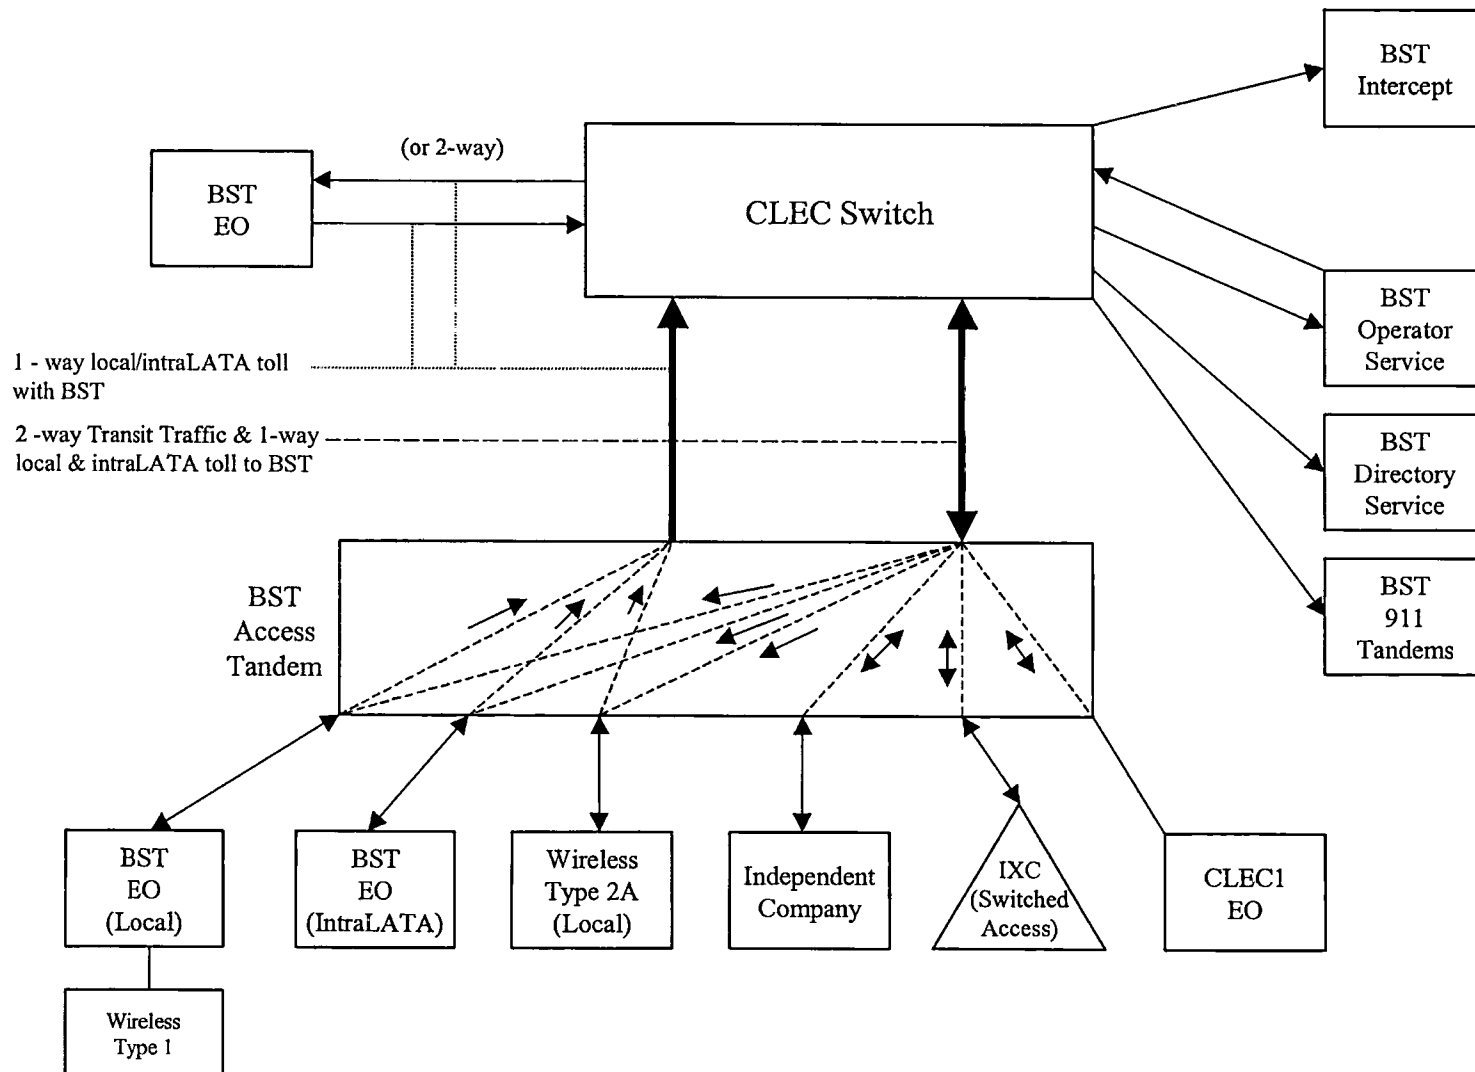 BST
Intercept
(or 2-way)
BST
EO
CLEC Switch
BST
Operator
Service
1 - way local/intraLATA toll
with BST
2 -way Transit Traffic & 1-way
local & intraLATA toll to BST
BST
Directory
Service
BST
911
Tandems
BST
Access
Tandem
BST
EO
(Local)
BST
EO
(IntraLATA)
Wireless
Type 2A
(Local)
Independent
Company
IXC
(Switched
Access)
CLEC1
EO
Wireless
Type 1